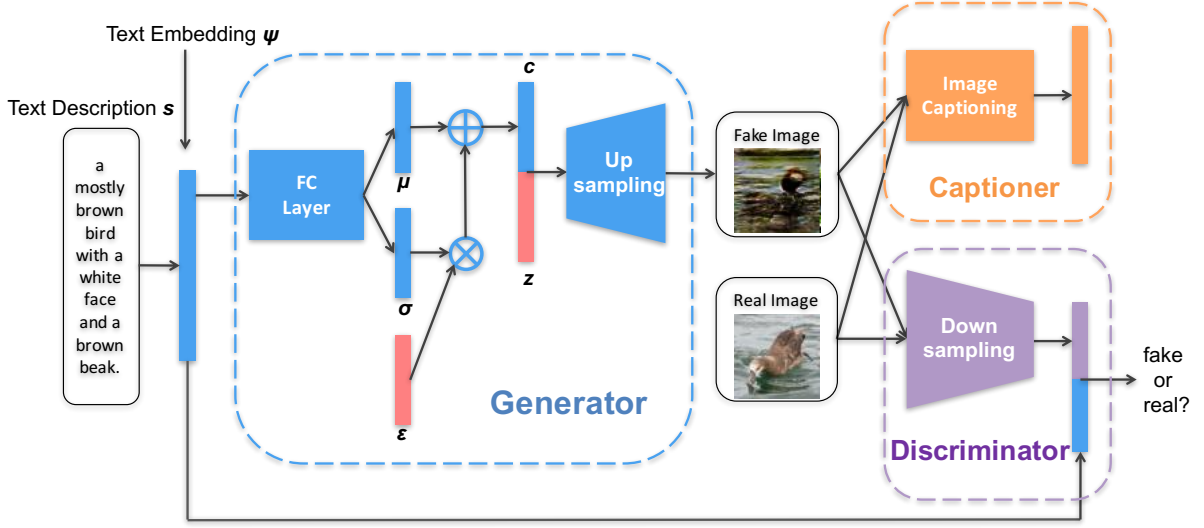 Text Embedding ψ
Text Description s
a
mostly
brown
bird
with a
white
face
and a
brown
beak.
FC
Layer
μ
σ
ε
c
z
Up
sampling
Generator
Fake Image
Real Image
Image
Captioning
Captioner
Down
sampling
Discriminator
fake
or
real?